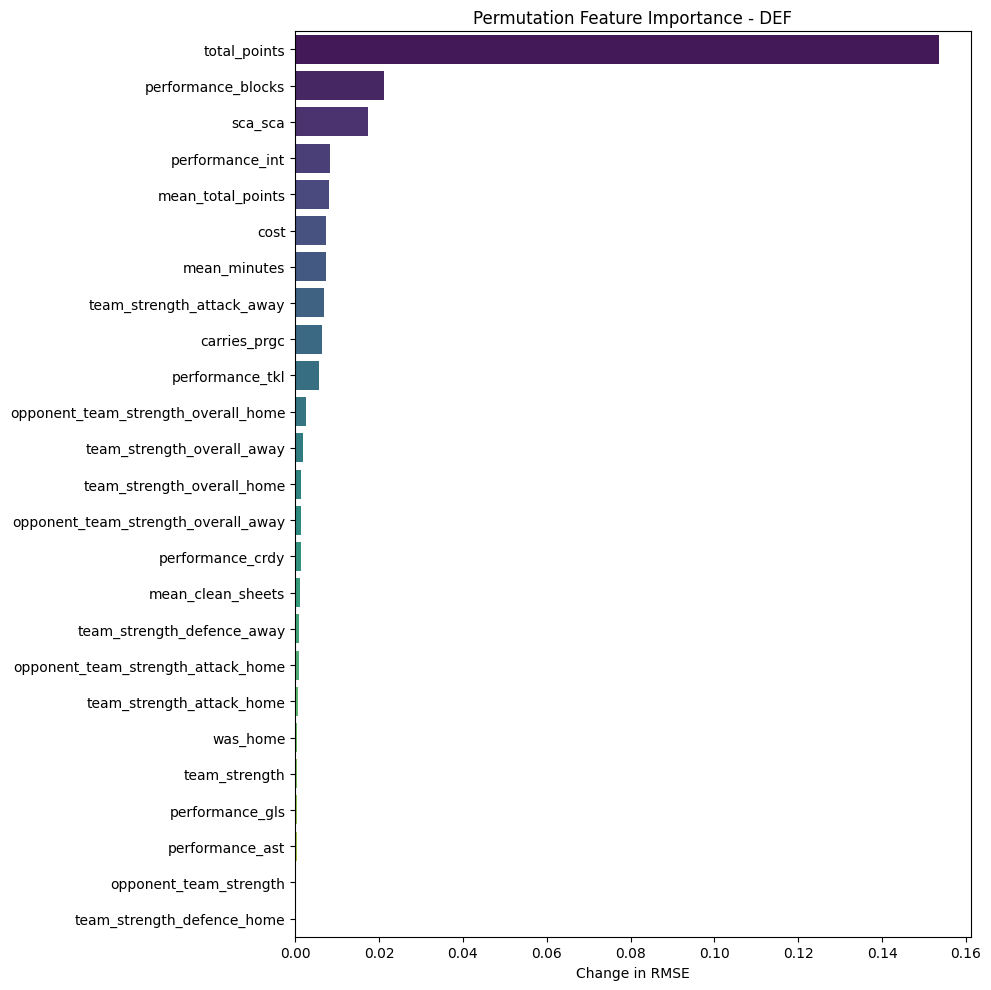 Permutation Feature Importance - DEF
total_points
performance_blocks
sca_sca
performance_int
mean_total_points
cost
mean_minutes
team_strength_attack_away
carries_prgc
performance_tkl
opponent_team_strength_overall_home
team_strength_overall_away
team_strength_overall_home
opponent_team_strength_overall_away
performance_crdy
mean_clean_sheets
team_strength_defence_away
opponent_team_strength_attack_home
team_strength_attack_home
was_home
team_strength
performance_gls
performance_ast
opponent_team_strength
team_strength_defence_home
0.00 0.02 0.04 0.06 0.08 0.10 0.12 0.14 0.16
Change in RMSE